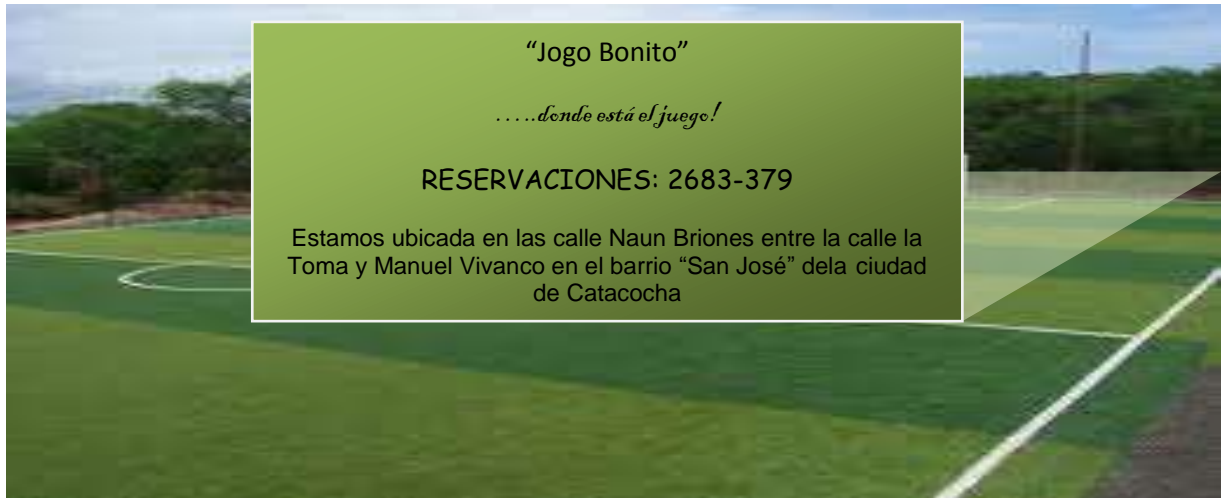 “Jogo Bonito”
.....donde está el juego!
RESERVACIONES: 2683-379
Estamos ubicada en las calle Naun Briones entre la calle la
Toma y Manuel Vivanco en el barrio “San José” dela ciudad
de Catacocha